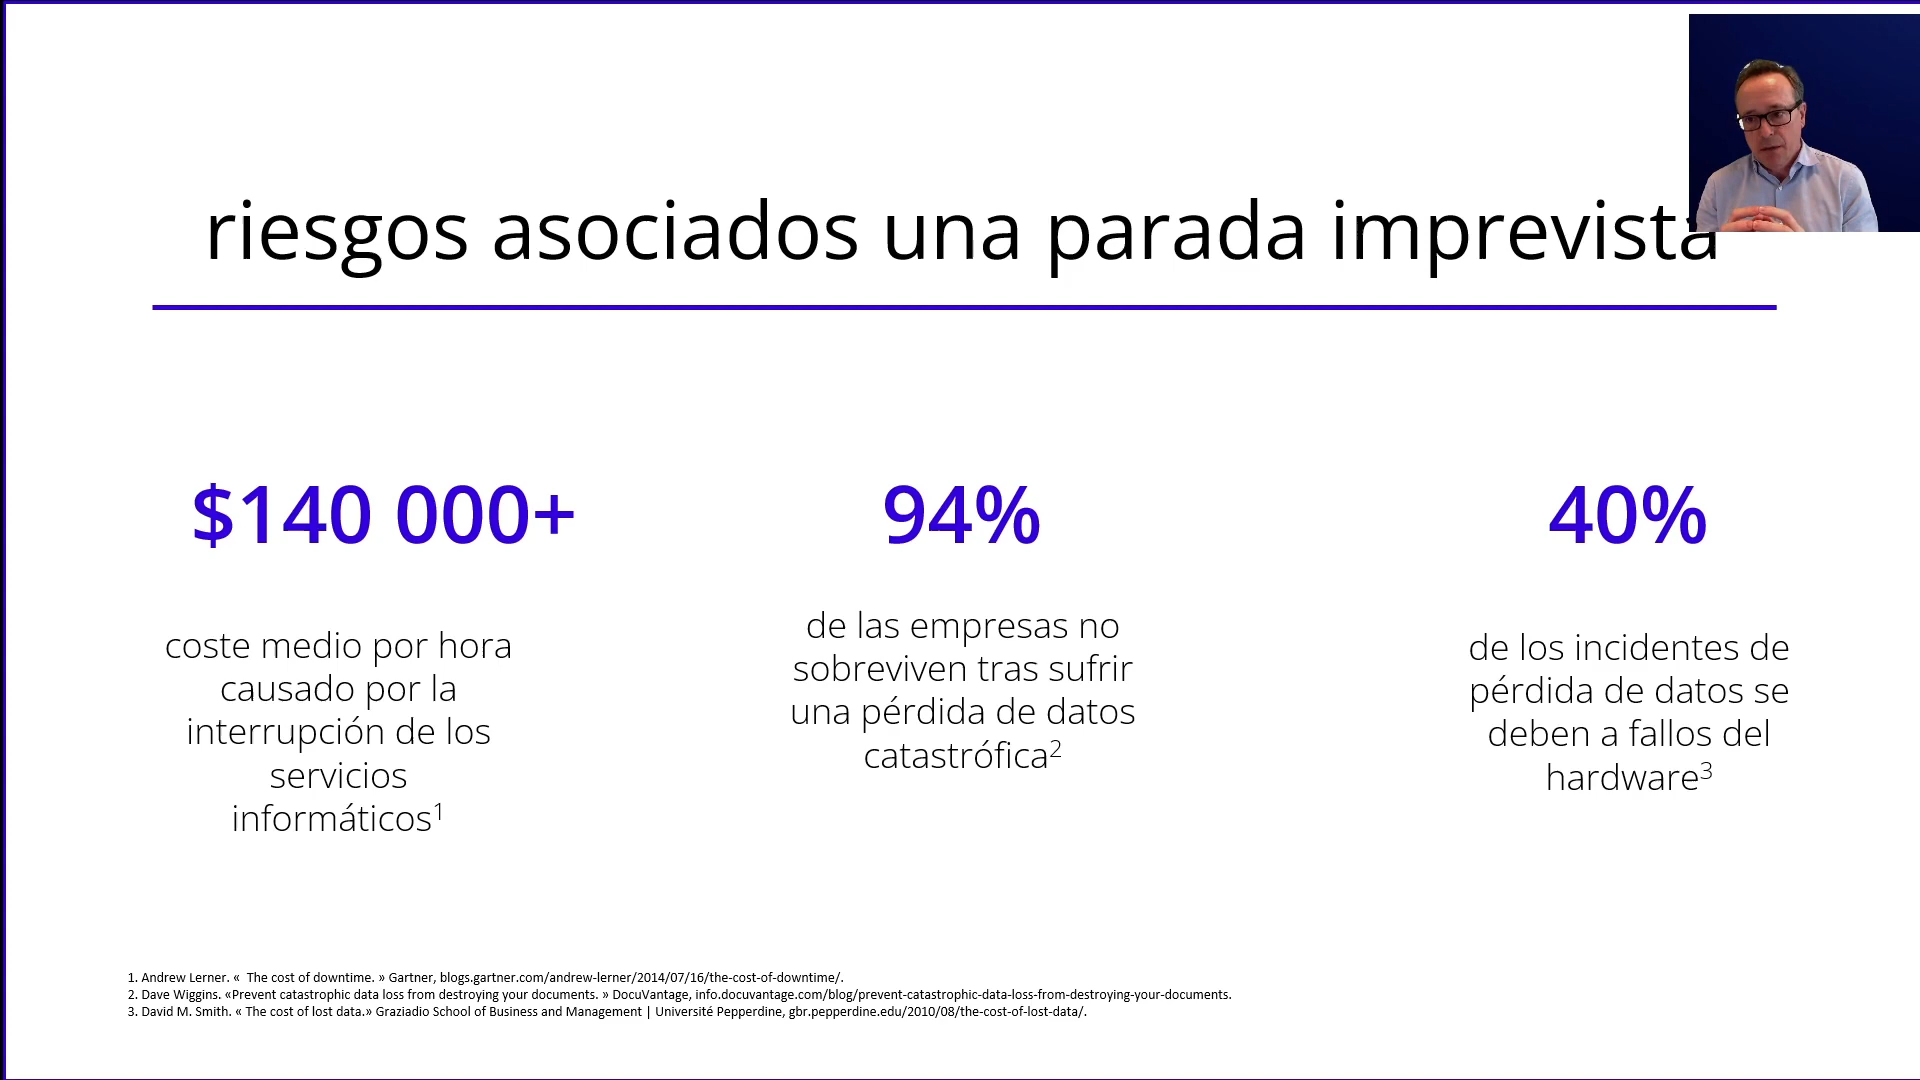 riesgos asociados una parada imprevista
$140 000+
coste medio por hora
causado por la
interrupción de los
servicios
informáticos1
94%
de las empresas no
sobreviven tras sufrir
una pérdida de datos
catastrófica2
40%
de los incidentes de
pérdida de datos se
deben a fallos del
hardware3
1. Andrew Lerner. «  The cost of downtime. » Gartner, blogs.gartner.com/andrew-lerner/2014/07/16/the-cost-of-downtime/.
2. Dave Wiggins. «Prevent catastrophic data loss from destroying your documents. » DocuVantage, info.docuvantage.com/blog/prevent-catastrophic-data-loss-from-destroying-your-documents.
3. David M. Smith. « The cost of lost data.» Graziadio School of Business and Management | Université Pepperdine, gbr.pepperdine.edu/2010/08/the-cost-of-lost-data/.